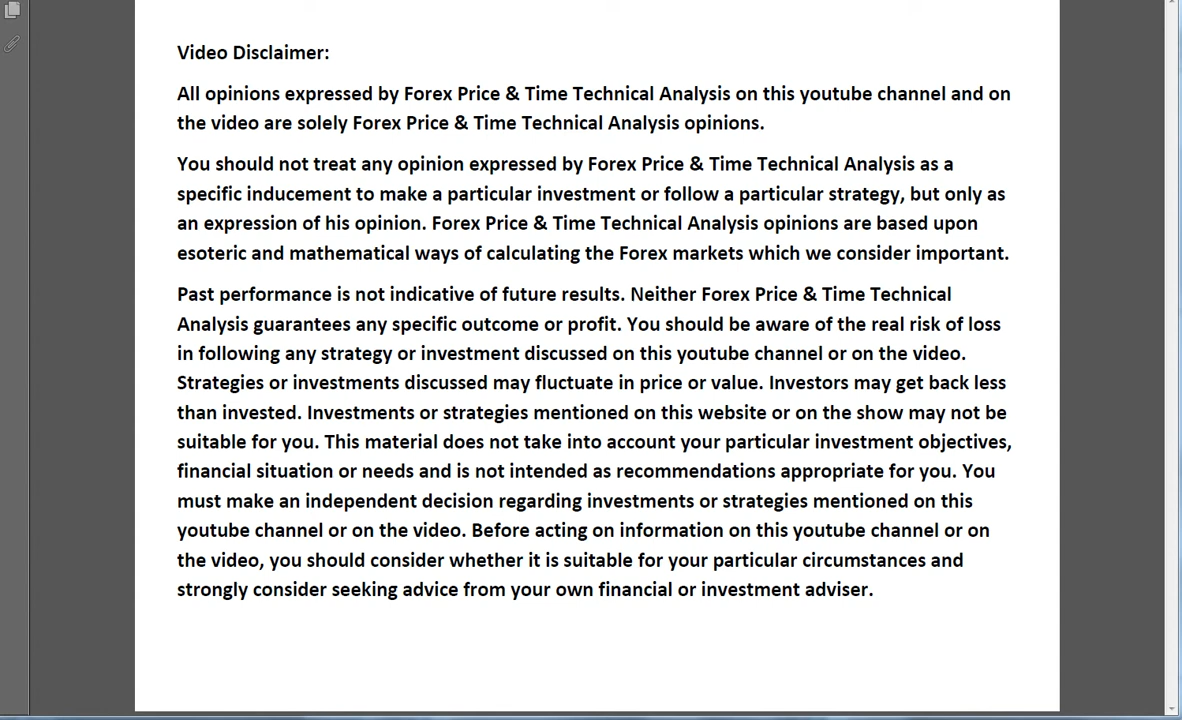 Video Disclaimer:
All opinions expressed by Forex Price & Time Technical Analysis on this youtube channel and on
the video are solely Forex Price & Time Technical Analysis opinions.
You should not treat any opinion expressed by Forex Price & Time Technical Analysis as a
specific inducement to make a particular investment or follow a particular strategy, but only as
an expression of his opinion. Forex Price & Time Technical Analysis opinions are based upon
esoteric and mathematical ways of calculating the Forex markets which we consider important.
Past performance is not indicative of future results. Neither Forex Price & Time Technical
Analysis guarantees any specific outcome or profit. You should be aware of the real risk of loss
in following any strategy or investment discussed on this youtube channel or on the video.
Strategies or investments discussed may fluctuate in price or value. Investors may get back less
than invested. Investments or strategies mentioned on this website or on the show may not be
suitable for you. This material does not take into account your particular investment objectives,
financial situation or needs and is not intended as recommendations appropriate for you. You
must make an independent decision regarding investments or strategies mentioned on this
youtube channel or on the video. Before acting on information on this youtube channel or on
the video, you should consider whether it is suitable for your particular circumstances and
strongly consider seeking advice from your own financial or investment adviser.